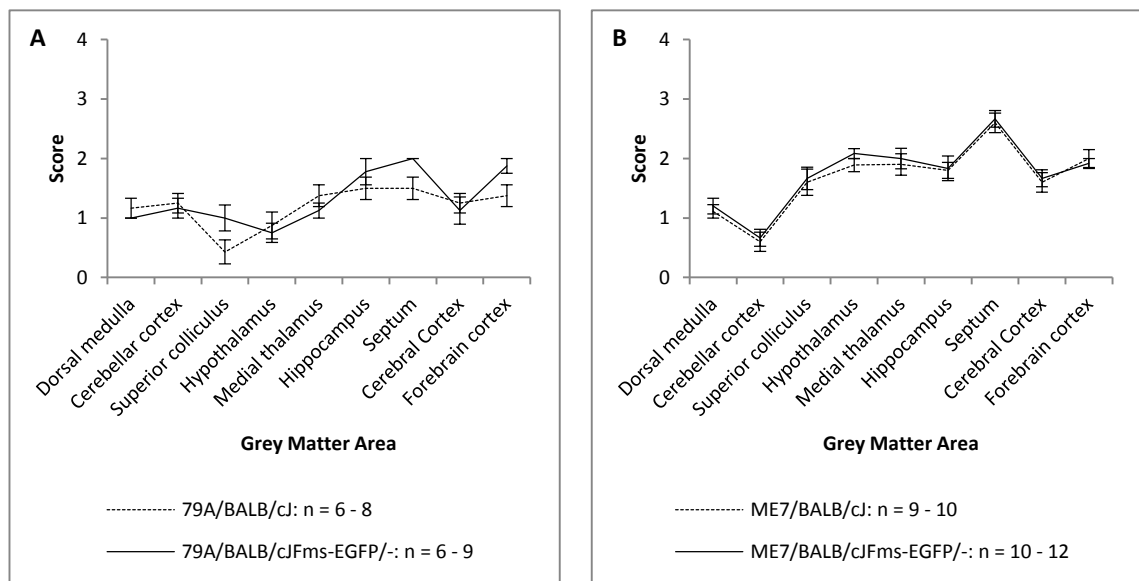 A
4
3
2
1
0
Score
Dorsal medulla
Cerebellar cortex
Superior colliculus
Hypothalamus
Medial thalamus
Hippocampus
Septum
Cerebral Cortex
Forebrain cortex
Grey Matter Area
79A/BALB/cJ: n = 6 - 8
79A/BALB/cJFms-EGFP/-: n = 6 - 9
B
4
3
2
1
0
Score
Dorsal medulla
Cerebellar cortex
Superior colliculus
Hypothalamus
Medial thalamus
Hippocampus
Septum
Cerebral Cortex
Forebrain cortex
Grey Matter Area
ME7/BALB/cJ: n = 9 - 10
ME7/BALB/cJFms-EGFP/-: n = 10 - 12